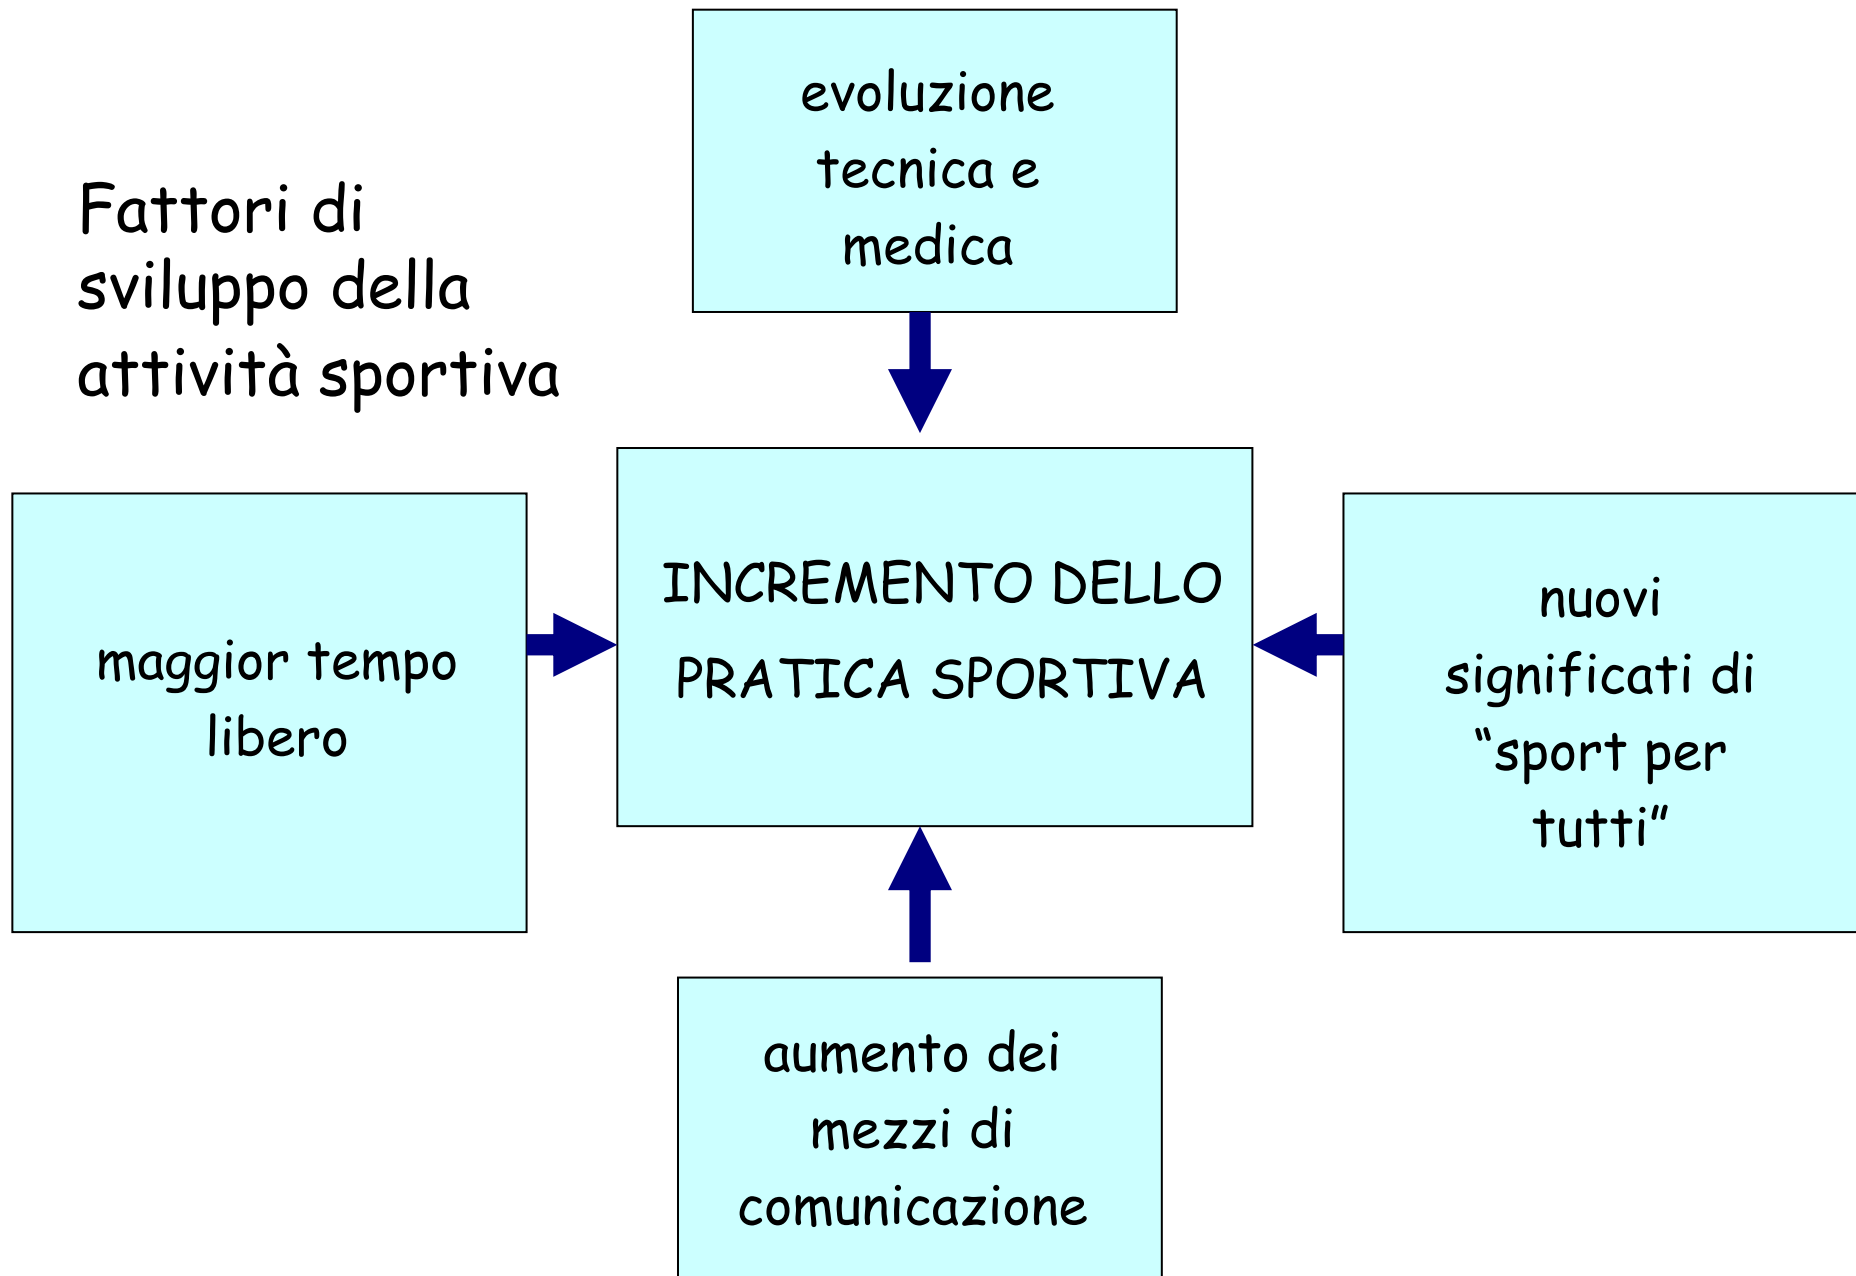 Fattori di
sviluppo della
attività sportiva
evoluzione
tecnica e
medica
maggior tempo
libero
INCREMENTO DELLO
PRATICA SPORTIVA
nuovi
significati di
“sport per
tutti”
aumento dei
mezzi di
comunicazione